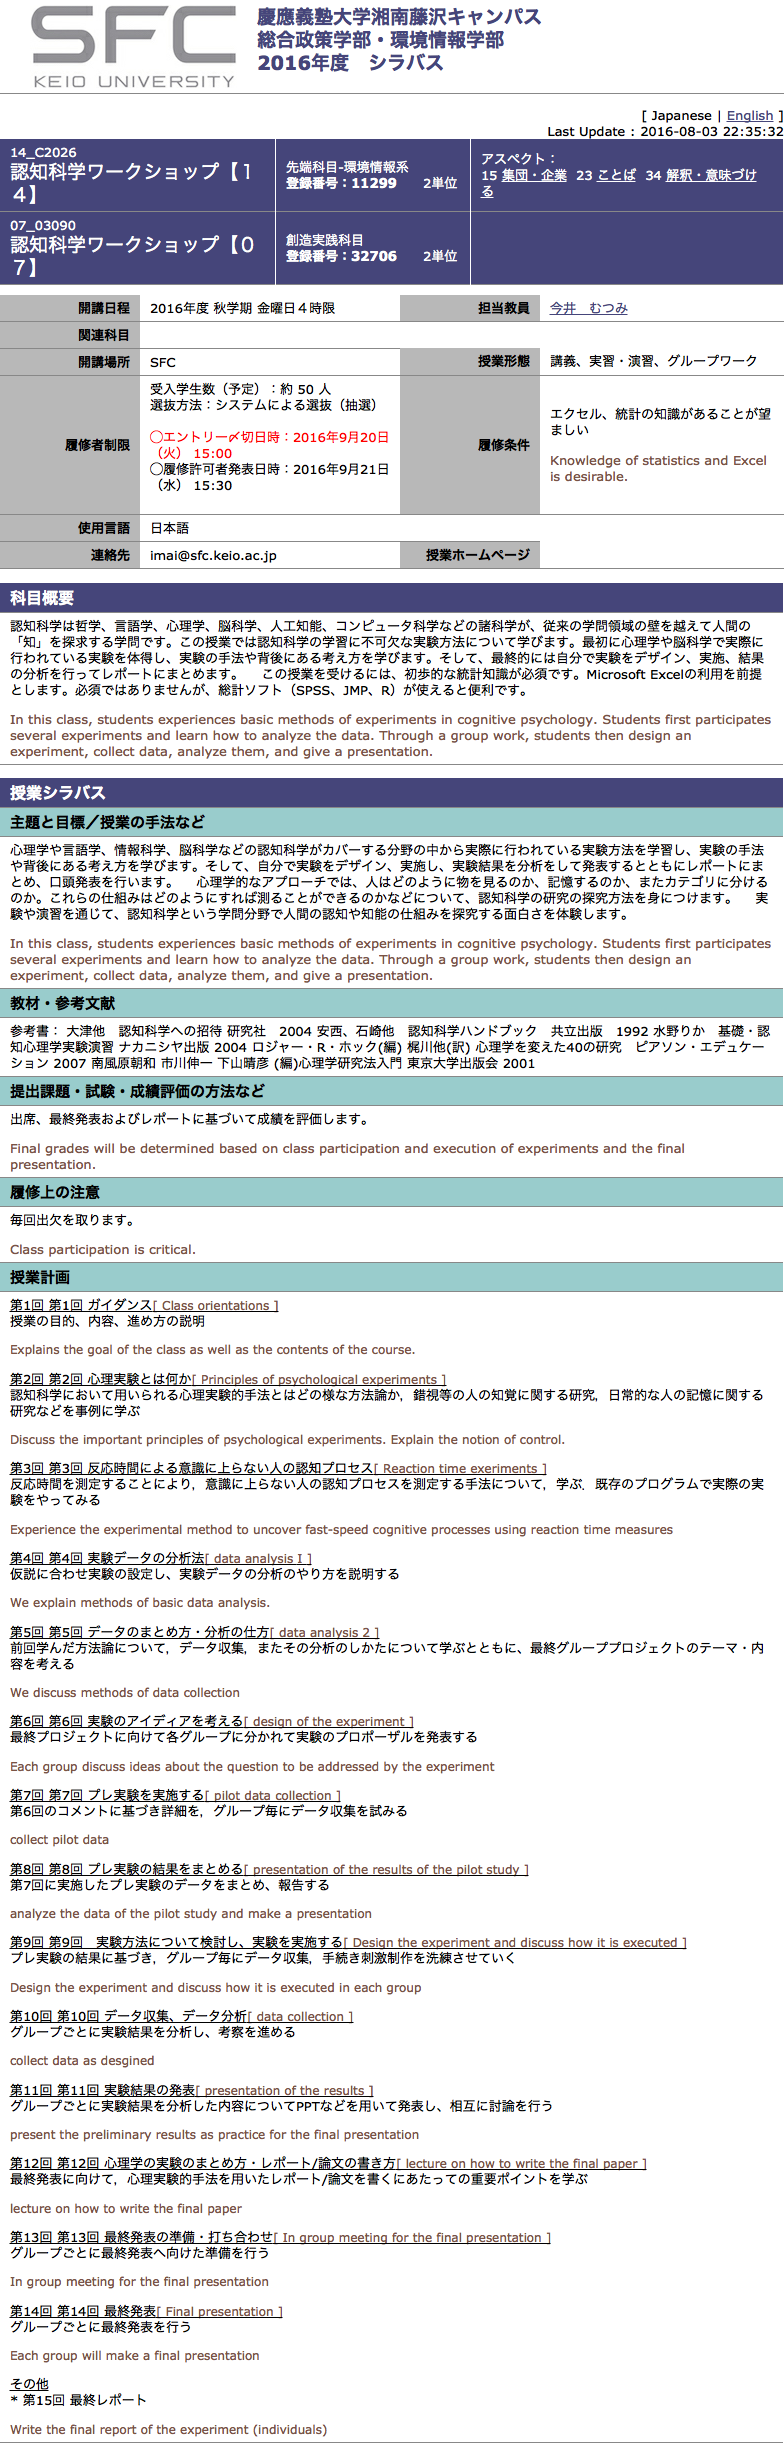 SFC
KEIO UNIVERSITY
慶應義塾大学湘南藤沢キャンパス
総合政策学部・環境情報学部
2016年度　シラバス
[ Japanese | English ]
Last Update : 2016-08-03 22:35:32
14_C2026
認知科学ワークショップ【１
４】
先端科目-環境情報系
登録番号：11299　　2単位
アスペクト：
15 集団・企業 23 ことば 34 解釈・意味づけ
る
07_03090
認知科学ワークショップ【０
７】
創造実践科目
登録番号：32706　　2単位
開講日程
2016年度 秋学期 金曜日４時限
担当教員
今井　むつみ
関連科目
開講場所
SFC
授業形態
講義、実習・演習、グループワーク
履修者制限
受入学生数（予定）：約 50 人
選抜方法：システムによる選抜（抽選）
◯エントリー〆切日時：2016年9月20日
（火） 15:00
◯履修許可者発表日時：2016年9月21日
（水） 15:30
履修条件
エクセル、統計の知識があることが望
ましい
Knowledge of statistics and Excel
is desirable.
使用言語
日本語
連絡先
imai@sfc.keio.ac.jp
授業ホームページ
科目概要
認知科学は哲学、言語学、心理学、脳科学、人工知能、コンピュータ科学などの諸科学が、従来の学問領域の壁を越えて人間の
「知」を探求する学問です。この授業では認知科学の学習に不可欠な実験方法について学びます。最初に心理学や脳科学で実際に
行われている実験を体得し、実験の手法や背後にある考え方を学びます。そして、最終的には自分で実験をデザイン、実施、結果
の分析を行ってレポートにまとめます。　この授業を受けるには、初歩的な統計知識が必須です。Microsoft Excelの利用を前提
とします。必須ではありませんが、総計ソフト（SPSS、JMP、R）が使えると便利です。
In this class, students experiences basic methods of experiments in cognitive psychology. Students first participates
several experiments and learn how to analyze the data. Through a group work, students then design an
experiment, collect data, analyze them, and give a presentation.
授業シラバス
主題と目標／授業の手法など
心理学や言語学、情報科学、脳科学などの認知科学がカバーする分野の中から実際に行われている実験方法を学習し、実験の手法
や背後にある考え方を学びます。そして、自分で実験をデザイン、実施し、実験結果を分析をして発表するとともにレポートにま
とめ、口頭発表を行います。　心理学的なアプローチでは、人はどのように物を見るのか、記憶するのか、またカテゴリに分ける
のか。これらの仕組みはどのようにすれば測ることができるのかなどについて、認知科学の研究の探究方法を身につけます。　実
験や演習を通じて、認知科学という学問分野で人間の認知や知能の仕組みを探究する面白さを体験します。
In this class, students experiences basic methods of experiments in cognitive psychology. Students first participates
several experiments and learn how to analyze the data. Through a group work, students then design an
experiment, collect data, analyze them, and give a presentation.
教材・参考文献
参考書： 大津他　認知科学への招待 研究社　2004 安西、石崎他　認知科学ハンドブック　共立出版　1992 水野りか　基礎・認
知心理学実験演習 ナカニシヤ出版 2004 ロジャー・R・ホック(編) 梶川他(訳) 心理学を変えた40の研究　ピアソン・エデュケー
ション 2007 南風原朝和 市川伸一 下山晴彦 (編)心理学研究法入門 東京大学出版会 2001
提出課題・試験・成績評価の方法など
出席、最終発表およびレポートに基づいて成績を評価します。
Final grades will be determined based on class participation and execution of experiments and the final
presentation.
履修上の注意
毎回出欠を取ります。
Class participation is critical.
授業計画
第1回 第1回 ガイダンス[ Class orientations ]
授業の目的、内容、進め方の説明
Explains the goal of the class as well as the contents of the course.
第2回 第2回 心理実験とは何か[ Principles of psychological experiments ]
認知科学において用いられる心理実験的手法とはどの様な方法論か，錯視等の人の知覚に関する研究，日常的な人の記憶に関する
研究などを事例に学ぶ
Discuss the important principles of psychological experiments. Explain the notion of control.
第3回 第3回 反応時間による意識に上らない人の認知プロセス[ Reaction time exeriments ]
反応時間を測定することにより，意識に上らない人の認知プロセスを測定する手法について，学ぶ．既存のプログラムで実際の実
験をやってみる
Experience the experimental method to uncover fast-speed cognitive processes using reaction time measures
第4回 第4回 実験データの分析法[ data analysis I ]
仮説に合わせ実験の設定し、実験データの分析のやり方を説明する
We explain methods of basic data analysis.
第5回 第5回 データのまとめ方・分析の仕方[ data analysis 2 ]
前回学んだ方法論について，データ収集，またその分析のしかたについて学ぶとともに、最終グループプロジェクトのテーマ・内
容を考える
We discuss methods of data collection
第6回 第6回 実験のアイディアを考える[ design of the experiment ]
最終プロジェクトに向けて各グループに分かれて実験のプロポーザルを発表する
Each group discuss ideas about the question to be addressed by the experiment
第7回 第7回 プレ実験を実施する[ pilot data collection ]
第6回のコメントに基づき詳細を，グループ毎にデータ収集を試みる
collect pilot data
第8回 第8回 プレ実験の結果をまとめる[ presentation of the results of the pilot study ]
第7回に実施したプレ実験のデータをまとめ、報告する
analyze the data of the pilot study and make a presentation
第9回 第9回　実験方法について検討し、実験を実施する[ Design the experiment and discuss how it is executed ]
プレ実験の結果に基づき，グループ毎にデータ収集，手続き刺激制作を洗練させていく
Design the experiment and discuss how it is executed in each group
第10回 第10回 データ収集、データ分析[ data collection ]
グループごとに実験結果を分析し、考察を進める
collect data as desgined
第11回 第11回 実験結果の発表[ presentation of the results ]
グループごとに実験結果を分析した内容についてPPTなどを用いて発表し、相互に討論を行う
present the preliminary results as practice for the final presentation
第12回 第12回 心理学の実験のまとめ方・レポート/論文の書き方[ lecture on how to write the final paper ]
最終発表に向けて，心理実験的手法を用いたレポート/論文を書くにあたっての重要ポイントを学ぶ
lecture on how to write the final paper
第13回 第13回 最終発表の準備・打ち合わせ[ In group meeting for the final presentation ]
グループごとに最終発表へ向けた準備を行う
In group meeting for the final presentation
第14回 第14回 最終発表[ Final presentation ]
グループごとに最終発表を行う
Each group will make a final presentation
その他
* 第15回 最終レポート
Write the final report of the experiment (individuals)